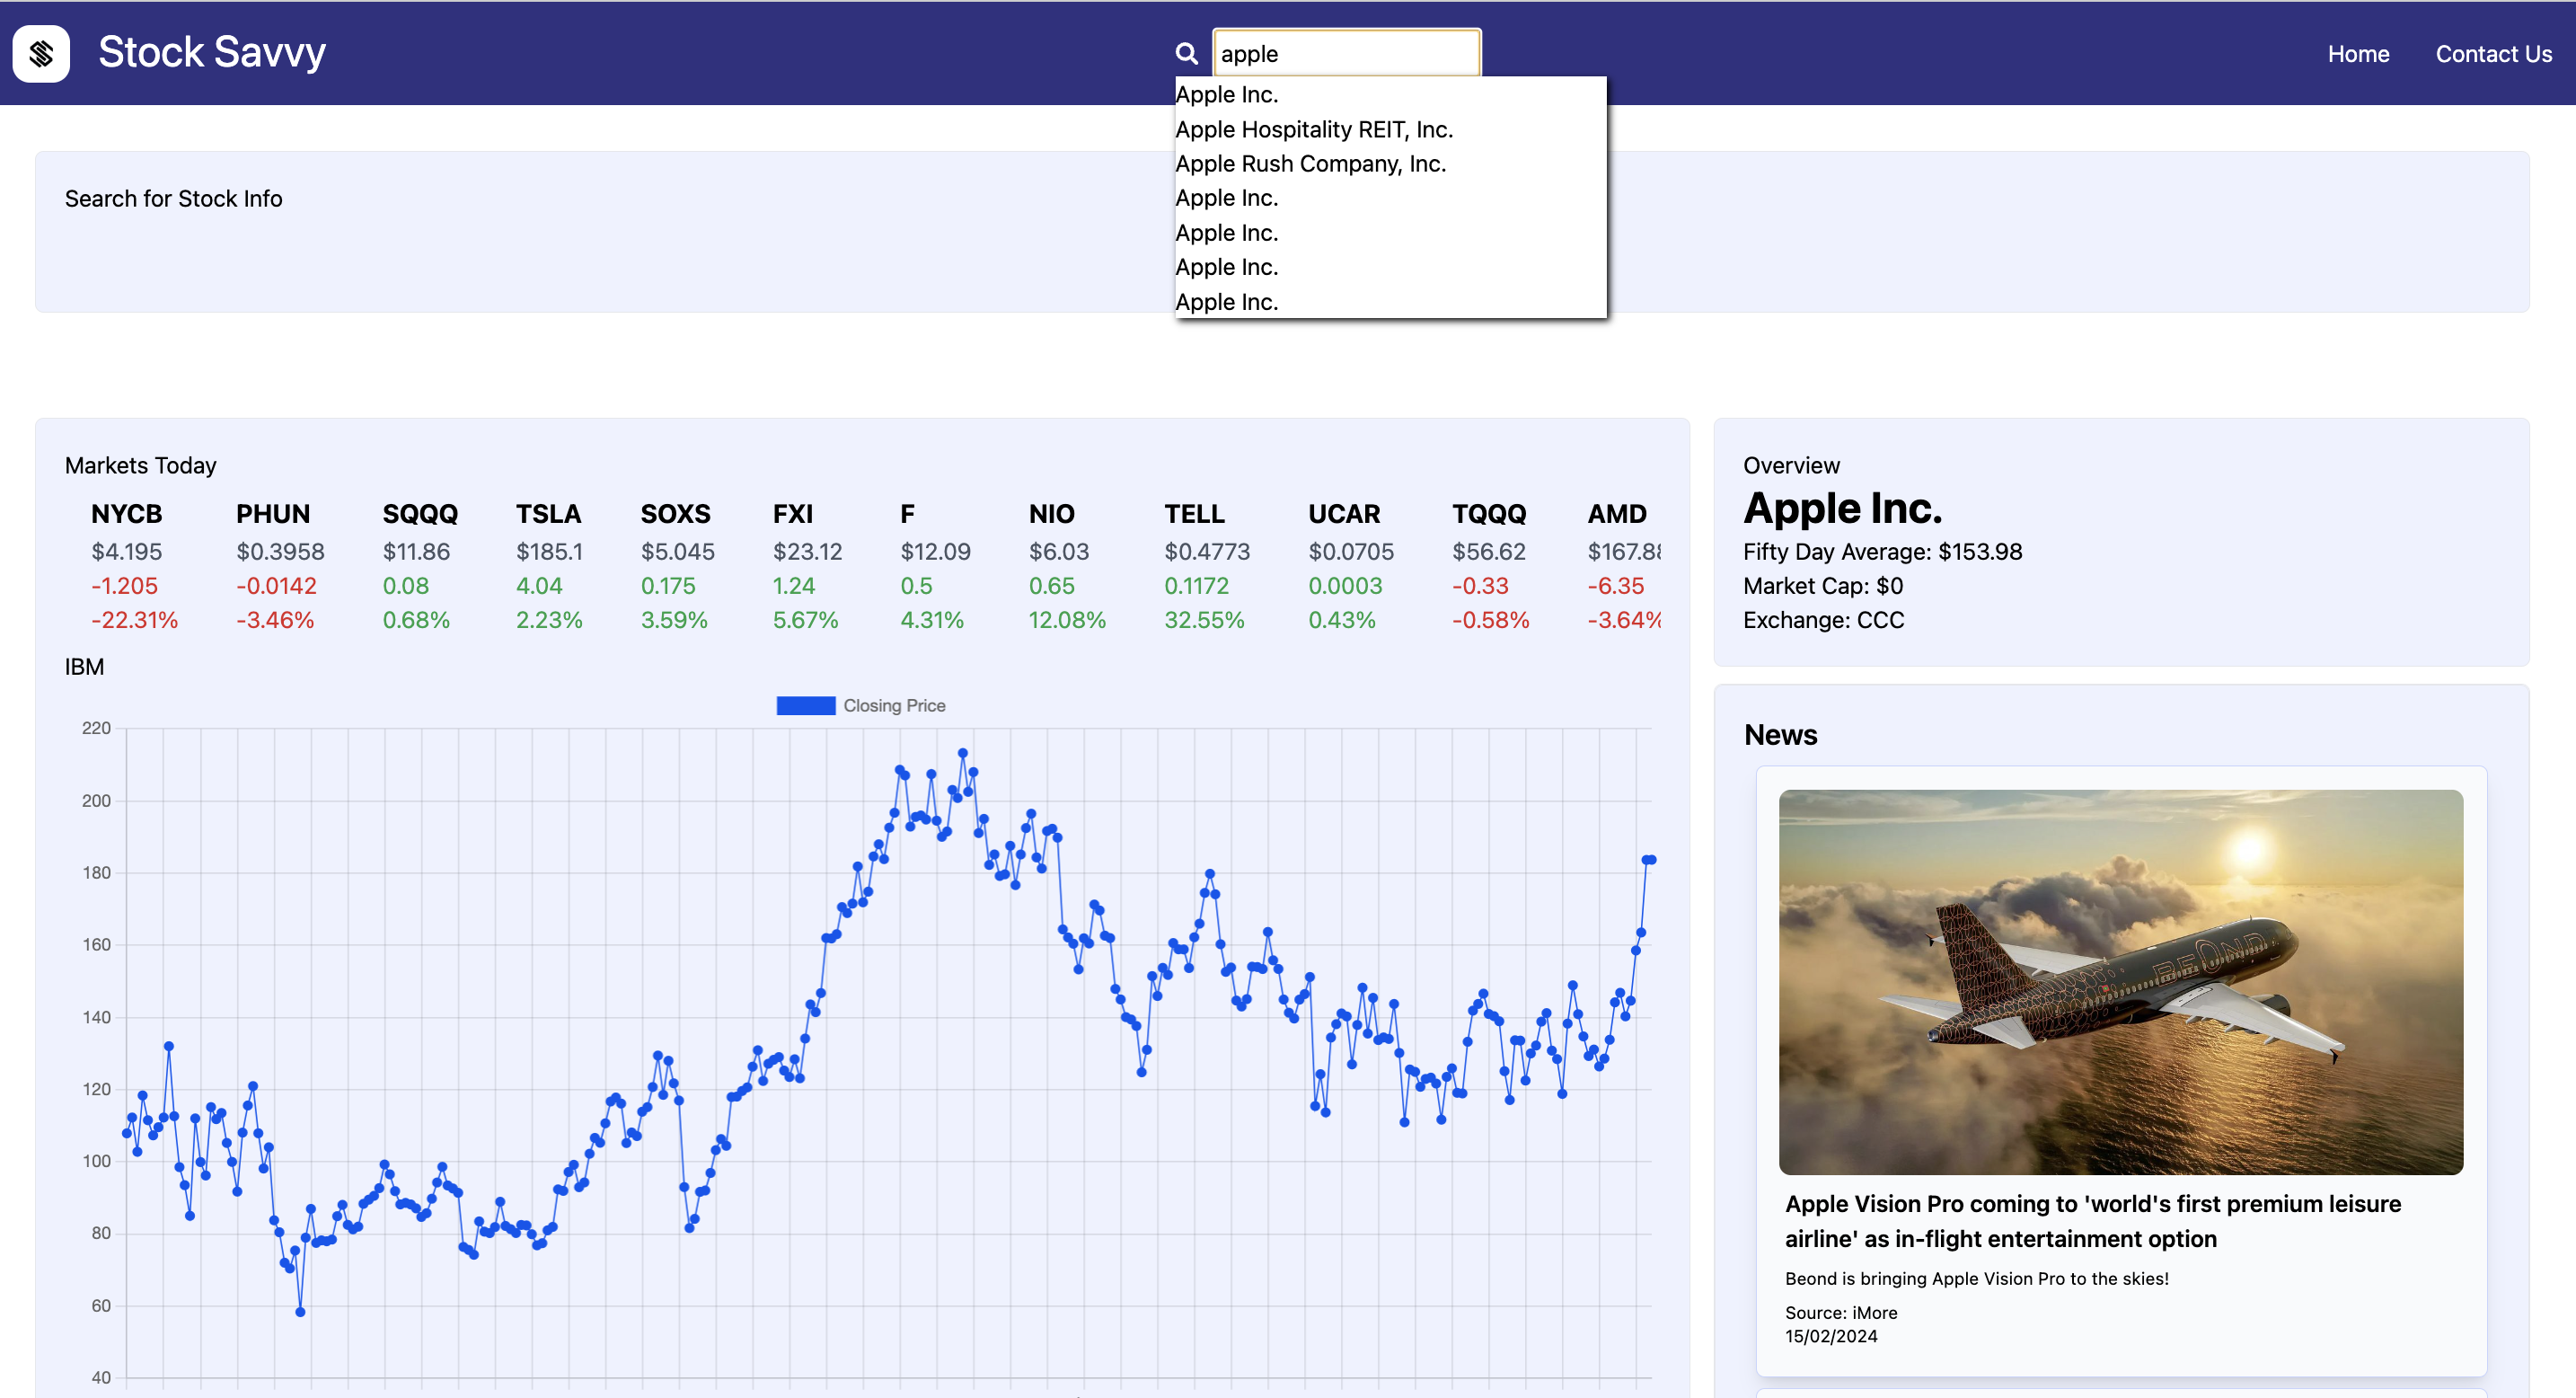 Stock Savvy
apple
Home
Contact Us
Apple Inc.
Apple Hospitality REIT, Inc.
Apple Rush Company, Inc.
Apple Inc.
Apple Inc.
Apple Inc.
Apple Inc.
Search for Stock Info
Markets Today
NYCB PHUN SQQQ TSLA SOXS FXI F NIO TELL UCAR TQQQ AMD
$4.195 $0.3958 $11.86 $185.1 $5.045 $23.12 $12.09 $6.03 $0.4773 $0.0705 $56.62 $167.8
-1.205 -0.0142 0.08 4.04 0.175 1.24 0.5 0.65 0.1172 0.0003 -0.33 -6.35
-22.31% -3.46% 0.68% 2.23% 3.59% 5.67% 4.31% 12.08% 32.55% 0.43% -0.58% -3.64%
IBM
Closing Price
220
200
180
160
140
120
100
80
60
40
Overview
Apple Inc.
Fifty Day Average: $153.98
Market Cap: $0
Exchange: CCC
News
BEOND
Apple Vision Pro coming to 'world's first premium leisure
airline' as in-flight entertainment option
Beond is bringing Apple Vision Pro to the skies!
Source: iMore
15/02/2024